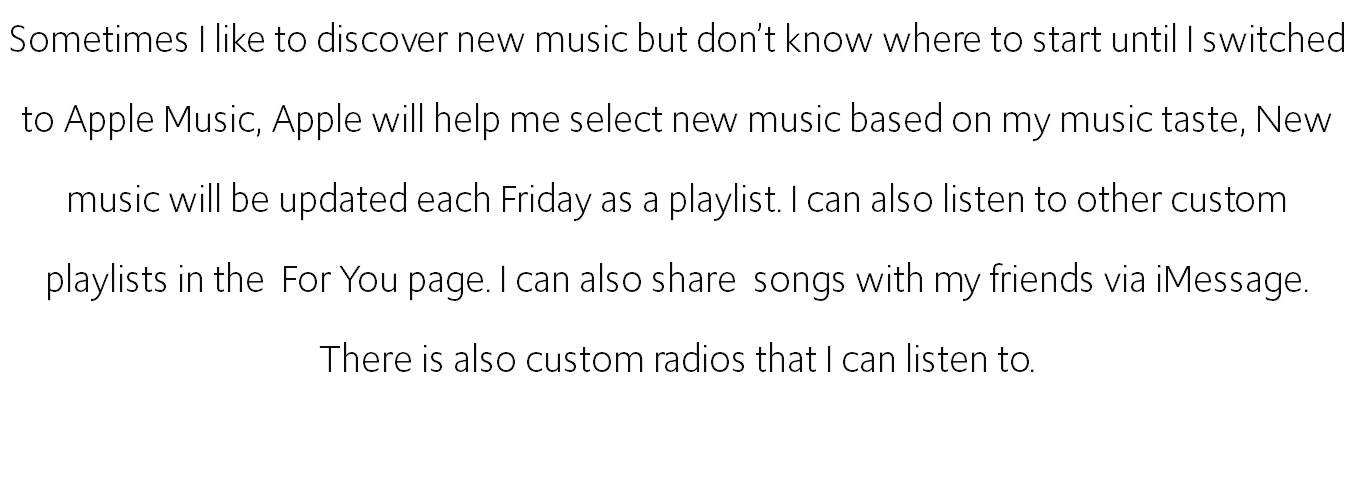 Sometimes I like to discover new music but don’t know where to start until I switched
to Apple Music, Apple will help me select new music based on my music taste, New
music will be updated each Friday as a playlist. I can also listen to other custom
playlists in the  For You page. I can also share  songs with my friends via iMessage.
There is also custom radios that I can listen to.